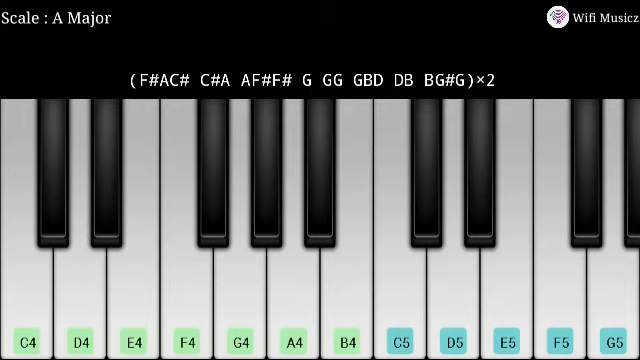 Scale : A Major
Wifi Musicz
(F#AC# C#A AF#F# G GG GBD DB BG#G)×2
C4 D4 E4 F4 G4 A4 B4 C5 D5 E5 F5 G5